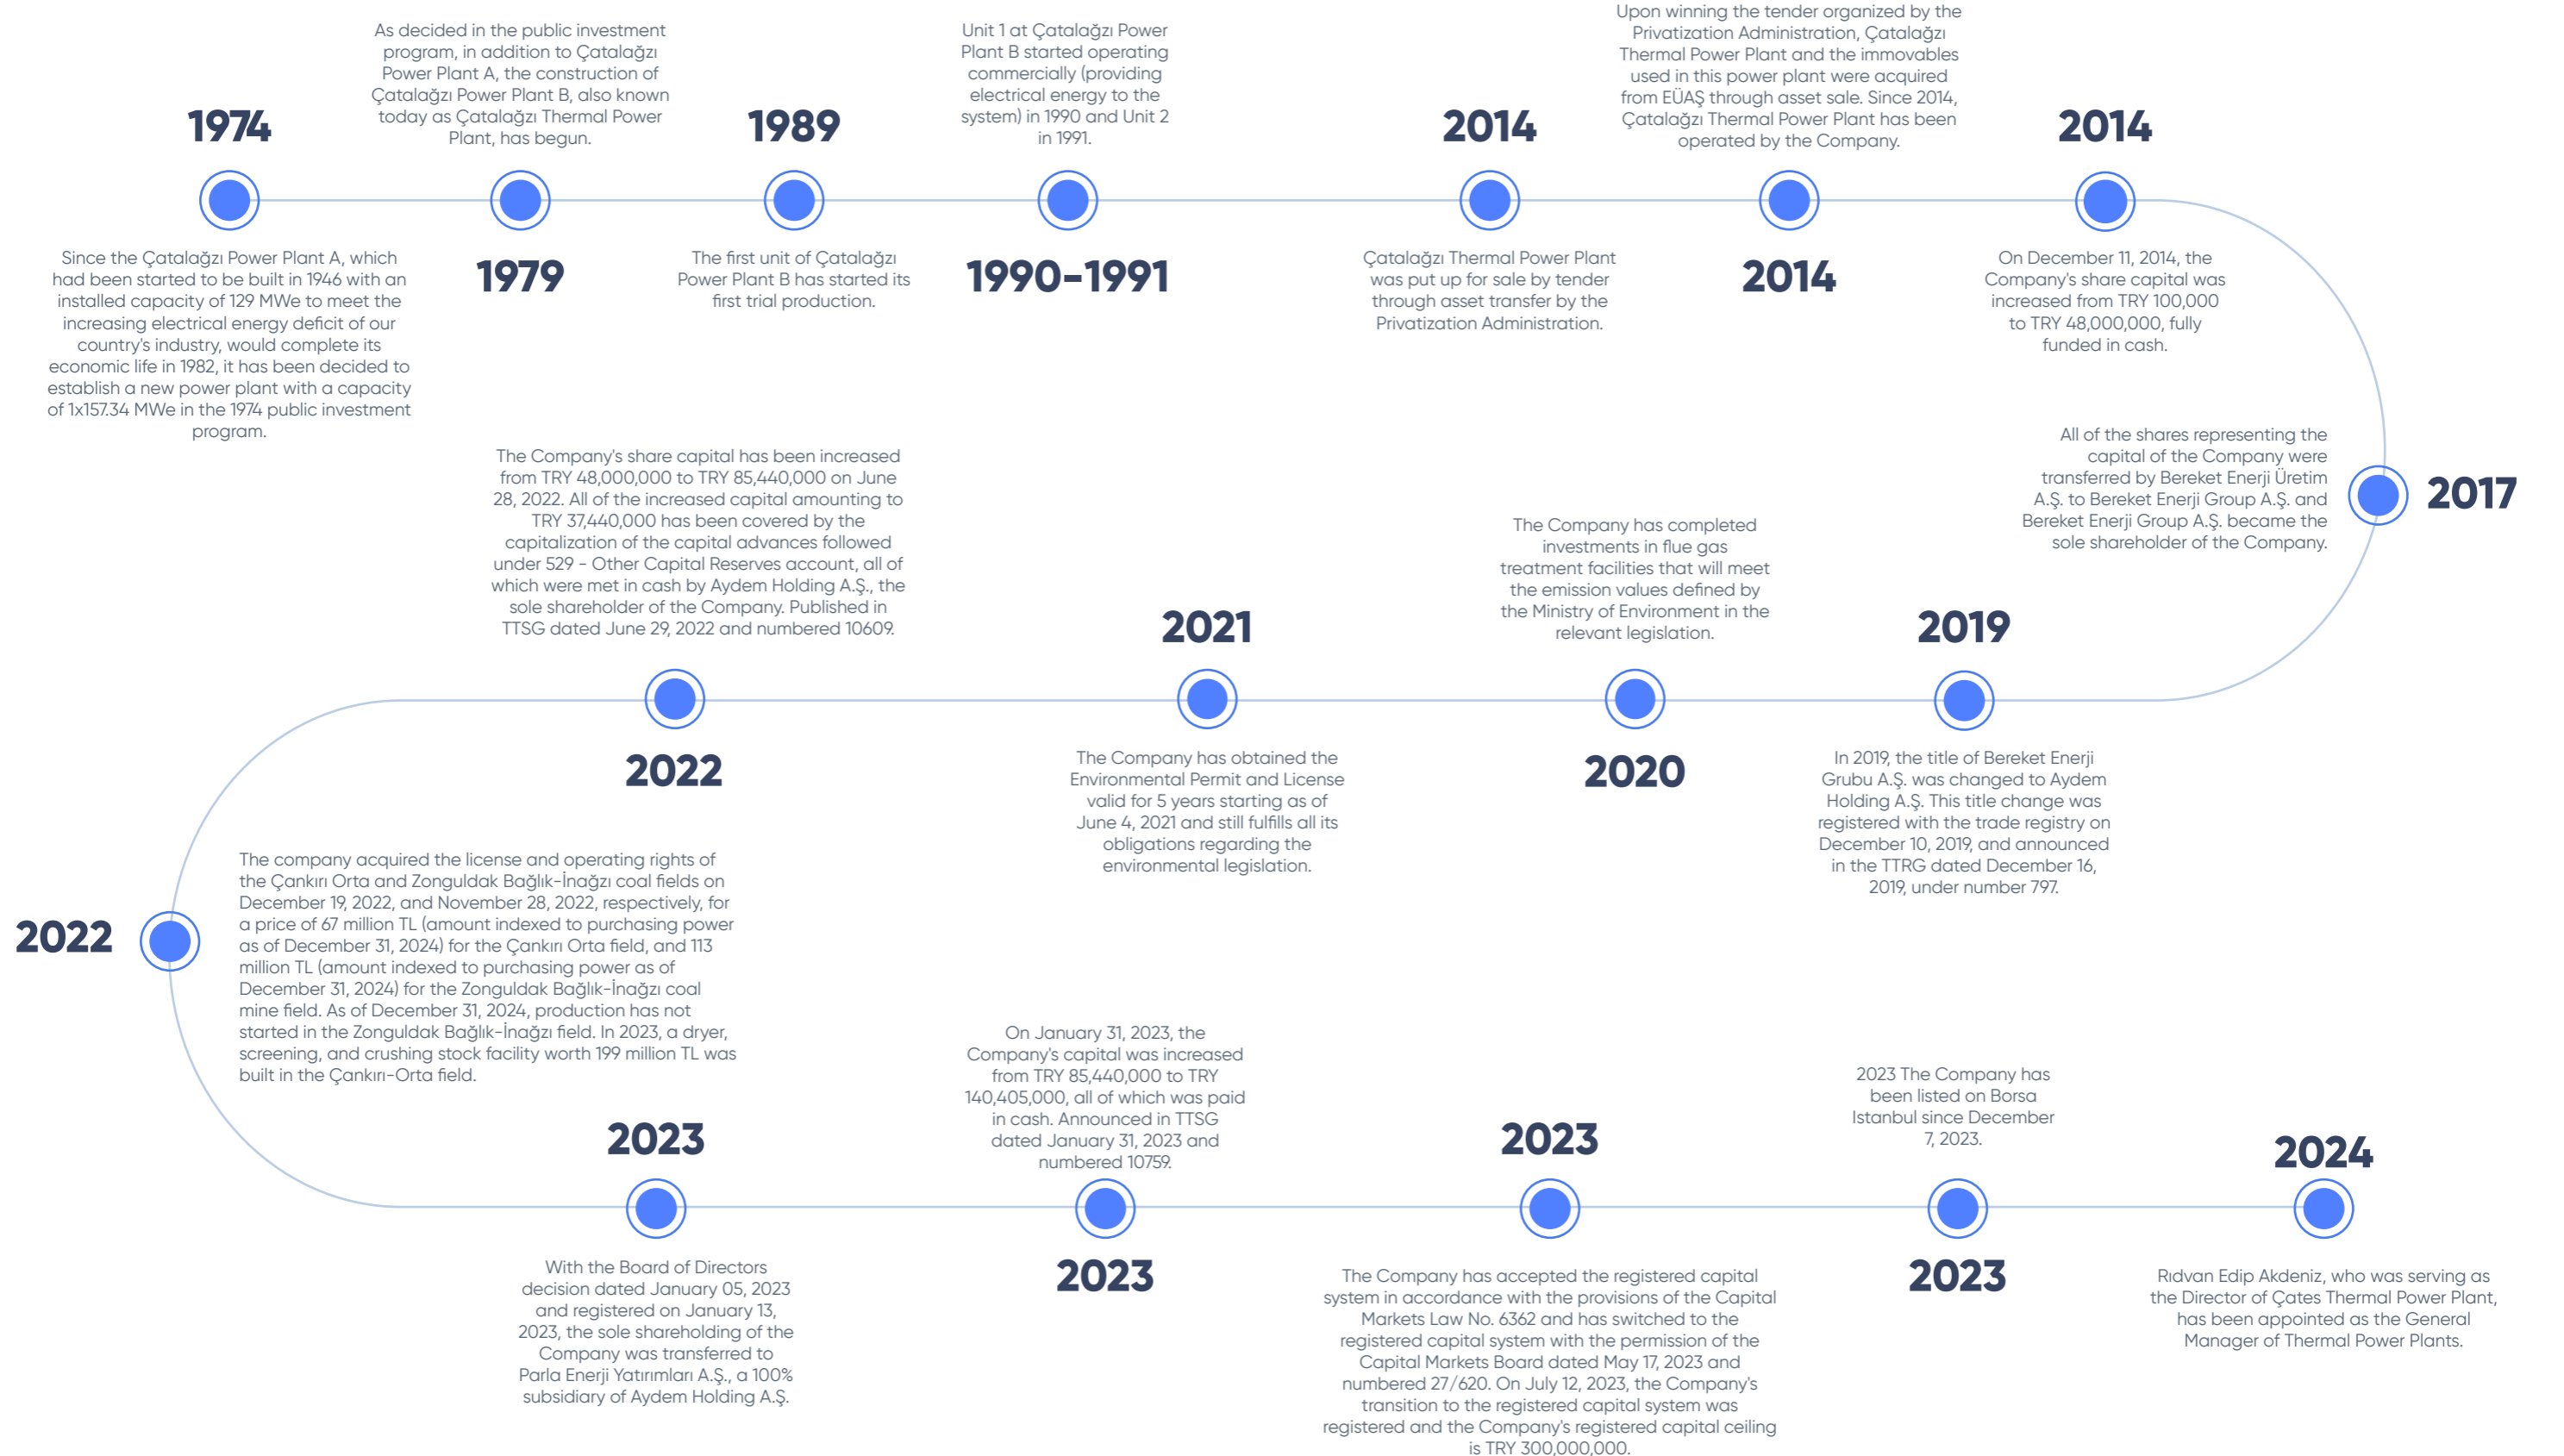 1974
Since the Çatalağzı Power Plant A, which
had been started to be built in 1946 with an
installed capacity of 129 MWe to meet the
increasing electrical energy deficit of our
country's industry, would complete its
economic life in 1982, it has been decided to
establish a new power plant with a capacity
of 1x157.34 MWe in the 1974 public investment
program.
As decided in the public investment
program, in addition to Çatalağzı
Power Plant A, the construction of
Çatalağzı Power Plant B, also known
today as Çatalağzı Thermal Power
Plant, has begun.
1979
1989
The first unit of Çatalağzı
Power Plant B has started its
first trial production.
Unit 1 at Çatalağzı Power
Plant B started operating
commercially (providing
electrical energy to the
system) in 1990 and Unit 2
in 1991.
1990-1991
2014
Çatalağzı Thermal Power Plant
was put up for sale by tender
through asset transfer by the
Privatization Administration.
Upon winning the tender organized by the
Privatization Administration, Çatalağzı
Thermal Power Plant and the immovables
used in this power plant were acquired
from EÜAŞ through asset sale. Since 2014,
Çatalağzı Thermal Power Plant has been
operated by the Company.
2014
2014
On December 11, 2014, the
Company's share capital was
increased from TRY 100,000
to TRY 48,000,000, fully
funded in cash.
All of the shares representing the
capital of the Company were
transferred by Bereket Enerji Üretim
A.Ş. to Bereket Enerji Group A.Ş. and
Bereket Enerji Group A.Ş. became the
sole shareholder of the Company.
2017
2019
In 2019, the title of Bereket Enerji
Grubu A.Ş. was changed to Aydem
Holding A.Ş. This title change was
registered with the trade registry on
December 10, 2019, and announced
in the TTRG dated December 16,
2019, under number 797.
The Company has completed
investments in flue gas
treatment facilities that will meet
the emission values defined by
the Ministry of Environment in the
relevant legislation.
2020
2021
The Company has obtained the
Environmental Permit and License
valid for 5 years starting as of
June 4, 2021 and still fulfills all its
obligations regarding the
environmental legislation.
The Company's share capital has been increased
from TRY 48,000,000 to TRY 85,440,000 on June
28, 2022. All of the increased capital amounting to
TRY 37,440,000 has been covered by the
capitalization of the capital advances followed
under 529 - Other Capital Reserves account, all of
which were met in cash by Aydem Holding A.Ş., the
sole shareholder of the Company. Published in
TTSG dated June 29, 2022 and numbered 10609.
2022
2022
The company acquired the license and operating rights of
the Çankırı Orta and Zonguldak Bağlık-İnağzı coal fields on
December 19, 2022, and November 28, 2022, respectively, for
a price of 67 million TL (amount indexed to purchasing power
as of December 31, 2024) for the Çankırı Orta field, and 113
million TL (amount indexed to purchasing power as of
December 31, 2024) for the Zonguldak Bağlık-İnağzı coal
mine field. As of December 31, 2024, production has not
started in the Zonguldak Bağlık-İnağzı field. In 2023, a dryer,
screening, and crushing stock facility worth 199 million TL was
built in the Çankırı-Orta field.
2023
With the Board of Directors
decision dated January 05, 2023
and registered on January 13,
2023, the sole shareholding of the
Company was transferred to
Parla Enerji Yatırımları A.Ş., a 100%
subsidiary of Aydem Holding A.Ş.
On January 31, 2023, the
Company's capital was increased
from TRY 85,440,000 to TRY
140,405,000, all of which was paid
in cash. Announced in TTSG
dated January 31, 2023 and
numbered 10759.
2023
2023
The Company has accepted the registered capital
system in accordance with the provisions of the Capital
Markets Law No. 6362 and has switched to the
registered capital system with the permission of the
Capital Markets Board dated May 17, 2023 and
numbered 27/620. On July 12, 2023, the Company's
transition to the registered capital system was
registered and the Company's registered capital ceiling
is TRY 300,000,000.
2023 The Company has
been listed on Borsa
Istanbul since December
7, 2023.
2023
2024
Rıdvan Edip Akdeniz, who was serving as
the Director of Çates Thermal Power Plant,
has been appointed as the General
Manager of Thermal Power Plants.